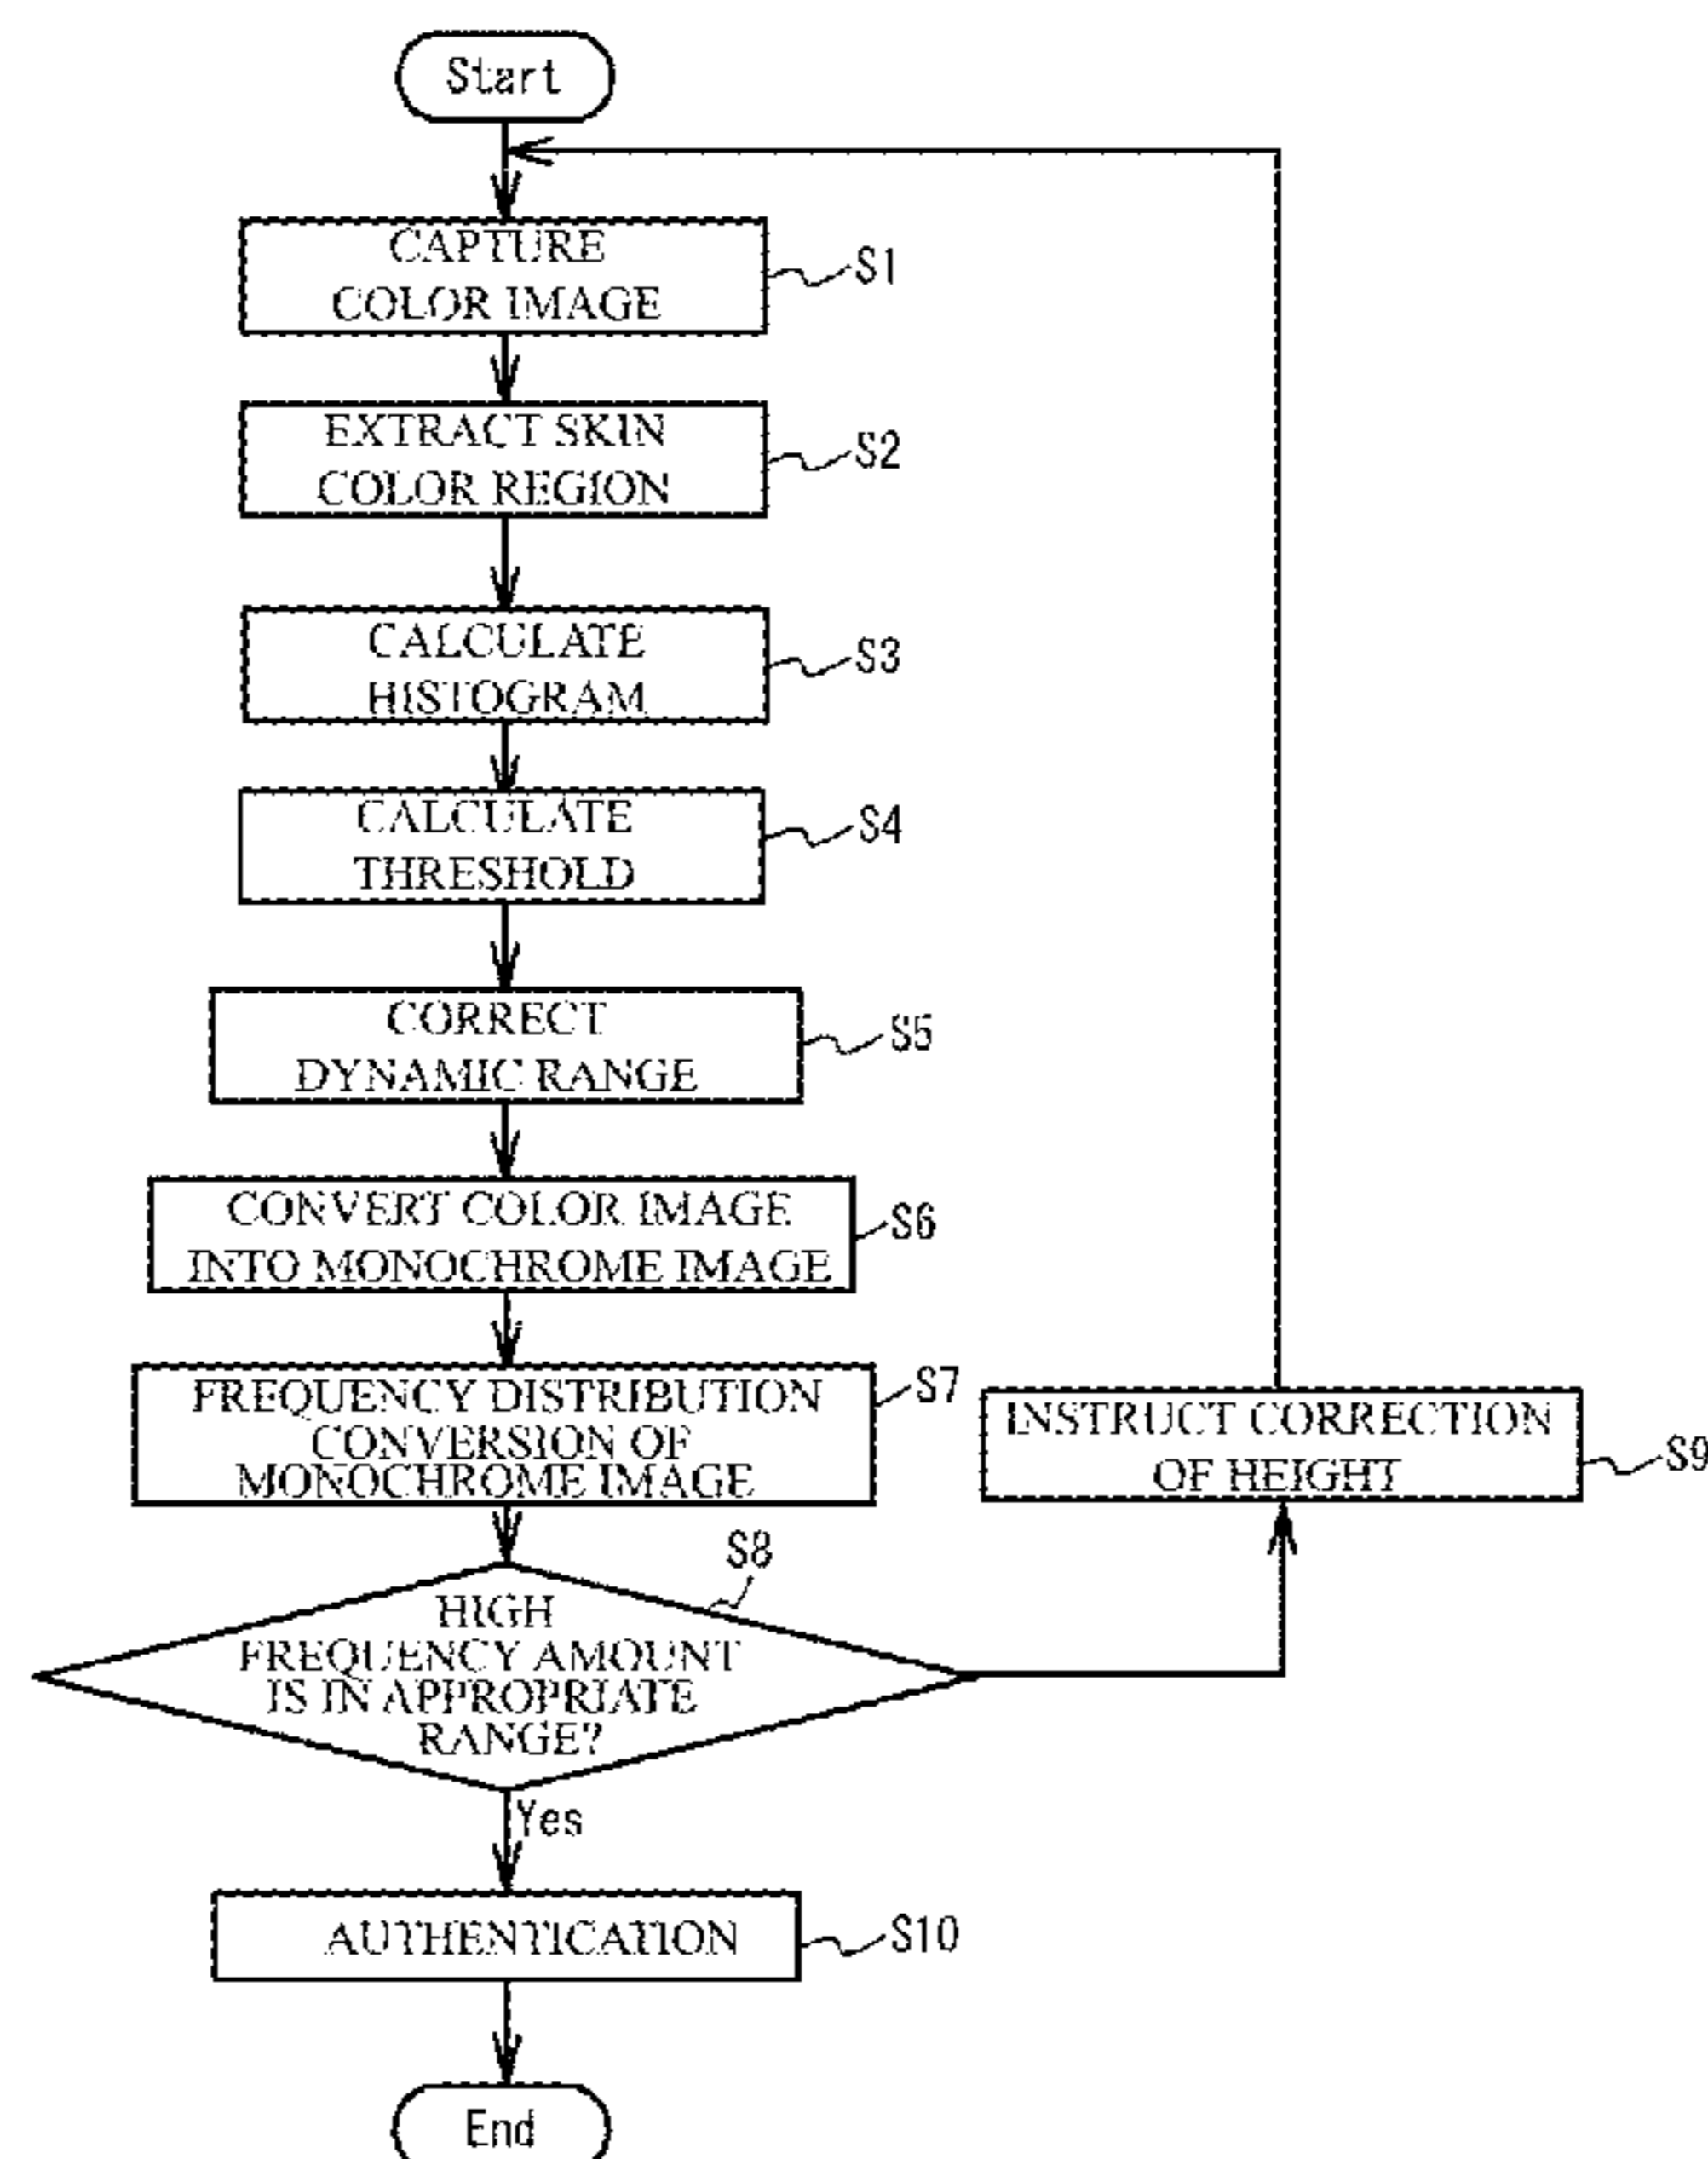 Start
CAPTURE
COLOR IMAGE
S1
EXTRACT SKIN
COLOR REGION
S2
CALCULATE
HISTOGRAM
S3
CALCULATE
THRESHOLD
S4
CORRECT
DYNAMIC RANGE
S5
CONVERT COLOR IMAGE
INTO MONOCHROME IMAGE
S6
FREQUENCY DISTRIBUTION
CONVERSION OF
MONOCHROME IMAGE
S7
INSTRUCT CORRECTION
OF HEIGHT
S9
S8
HIGH
FREQUENCY AMOUNT
IS IN APPROPRIATE
RANGE?
Yes
AUTHENTICATION
S10
End